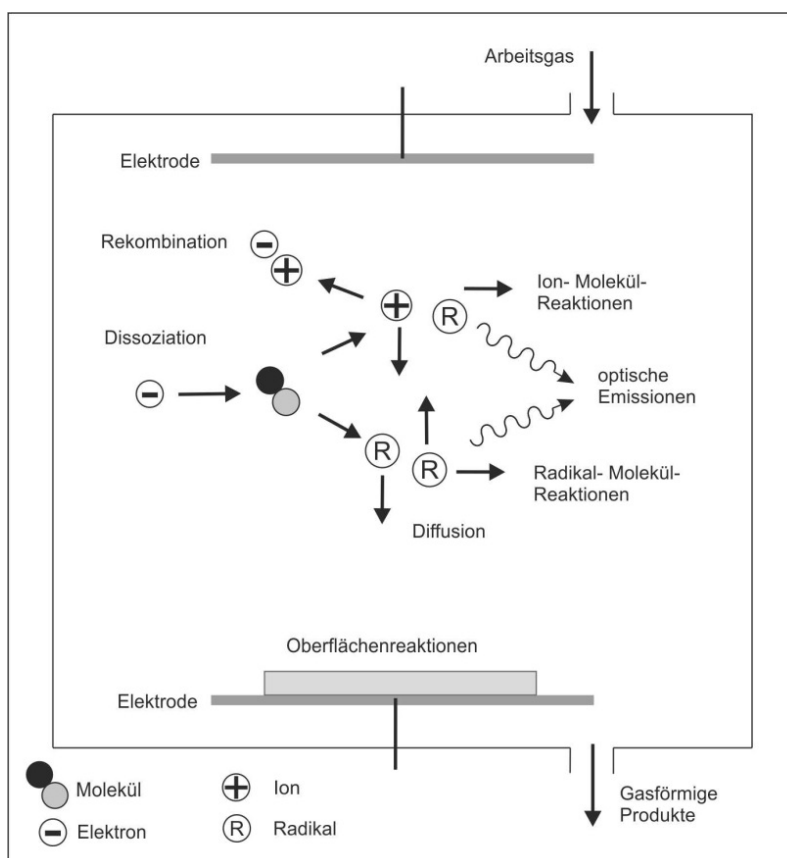 Arbeitsgas
Elektrode
Rekombination
Ion- Molekül-
Reaktionen
R
Dissoziation
optische
Emissionen
R
R
Radikal- Molekül-
Reaktionen
Diffusion
Oberflächenreaktionen
Elektrode
Molekül
Ion
Gasförmige
Produkte
Elektron
R
Radikal